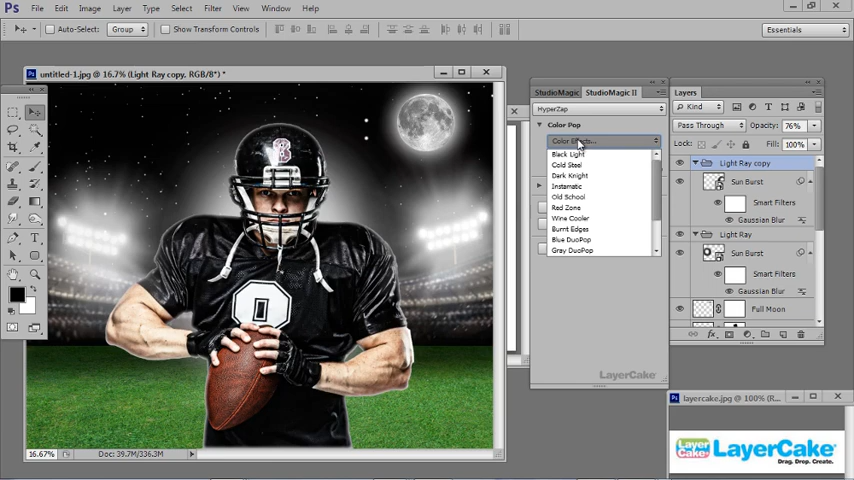 Ps File Edit Image Layer Type Select Filter View Window Help
Auto-Select: Group Show Transform Controls Essentials
untitled-1.jpg @ 16.7% (Light Ray copy, RGB/8*) *
StudioMagic StudioMagic II
HyperZap
Color Pop
Color Effects...
Black Light
Cold Steel
Dark Knight
Instamatic
Old School
Red Zone
Wine Cooler
Burnt Edges
Blue DuoPop
Gray DuoPop
LayerCake
Layers
Kind
Pass Through Opacity: 76%
Lock: Fill: 100%
Light Ray copy
Sun Burst
Smart Filters
Gaussian Blur
Light Ray
Sun Burst
Smart Filters
Gaussian Blur
Full Moon
16.67% Doc: 39.7M/336.3M
layercake.jpg @ 100% (R...
Layer Cake LayerCake
Drag. Drop. Create.